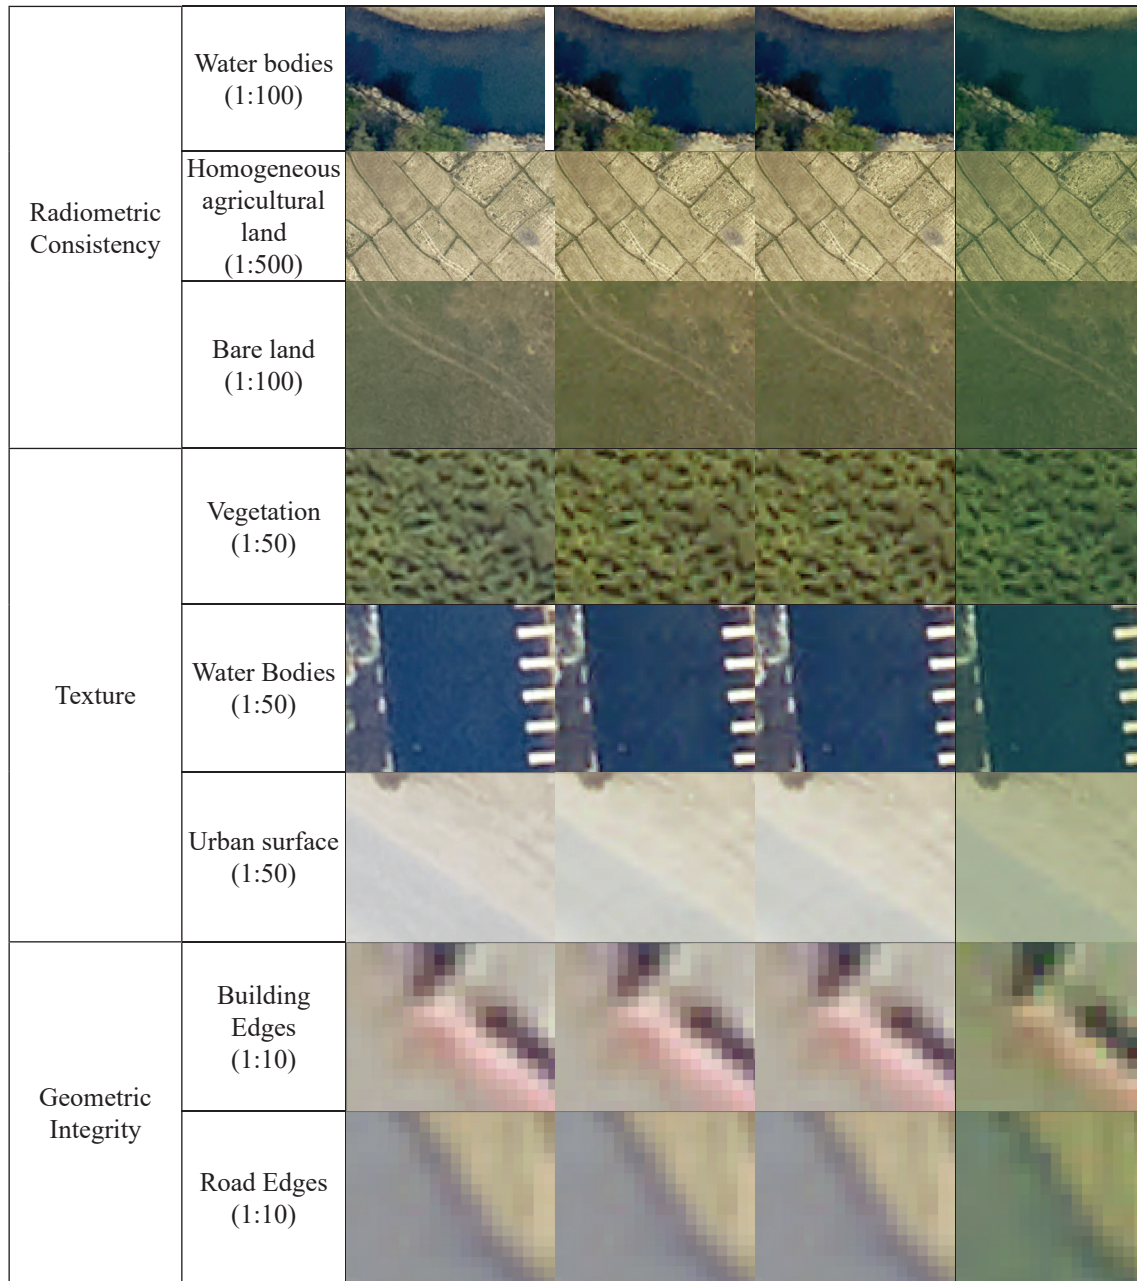 Radiometric
Consistency
Water bodies
(1:100)
Homogeneous
agricultural
land
(1:500)
Bare land
(1:100)
Texture
Vegetation
(1:50)
Water Bodies
(1:50)
Urban surface
(1:50)
Geometric
Integrity
Building
Edges
(1:10)
Road Edges
(1:10)